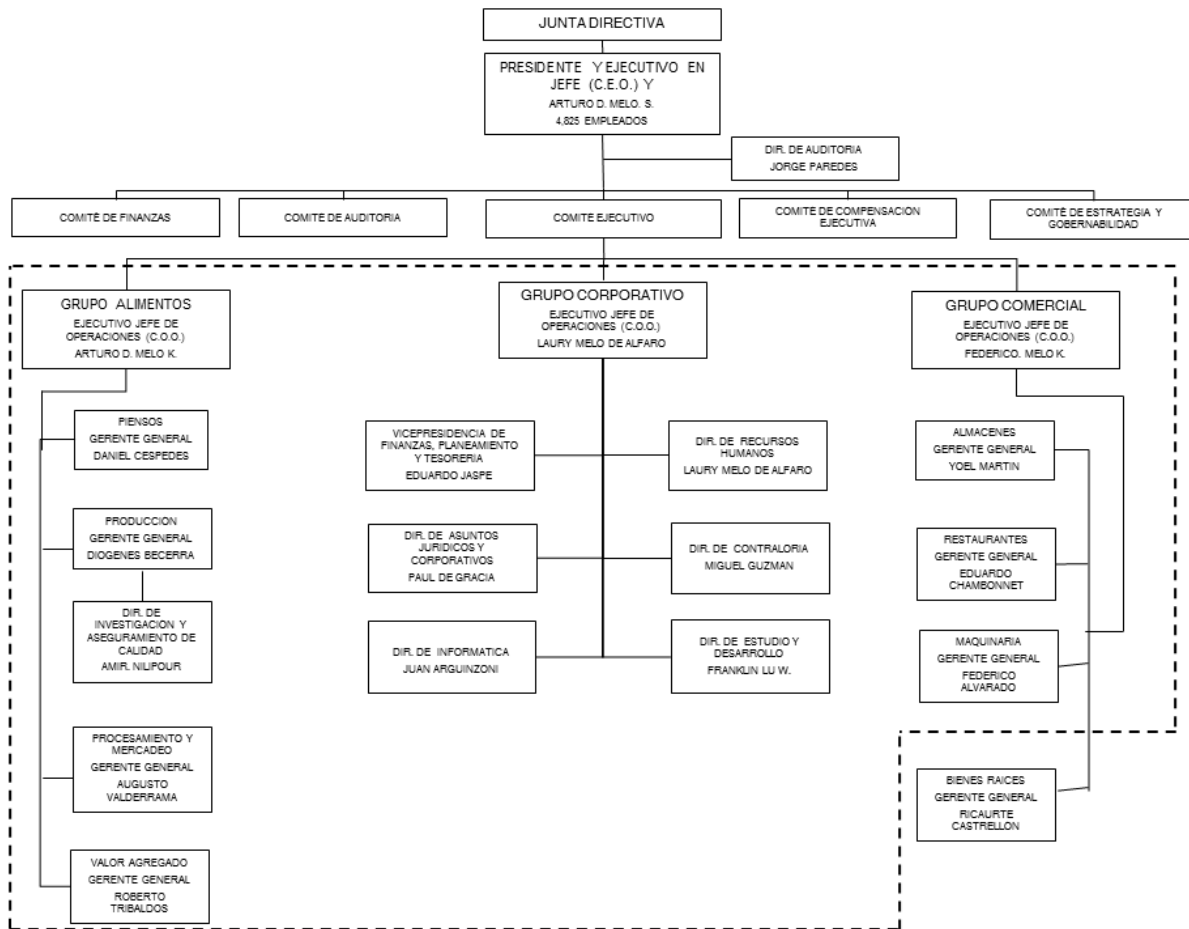 JUNTA DIRECTIVA
PRESIDENTE Y EJECUTIVO EN
JEFE (C.E.O.) Y
ARTURO D. MELO. S.
4,825 EMPLEADOS
DIR. DE AUDITORIA
JORGE PAREDES
COMITÉ DE FINANZAS
COMITE DE AUDITORIA
COMITE EJECUTIVO
COMITE DE COMPENSACION
EJECUTIVA
COMITÉ DE ESTRATEGIA Y
GOBERNABILIDAD
GRUPO ALIMENTOS
EJECUTIVO JEFE DE
OPERACIONES (C.O.O.)
ARTURO D. MELO K.
GRUPO CORPORATIVO
EJECUTIVO JEFE DE
OPERACIONES (C.O.O.)
LAURY MELO DE ALFARO
GRUPO COMERCIAL
EJECUTIVO JEFE DE
OPERACIONES (C.O.O.)
FEDERICO. MELO K.
PIENSOS
GERENTE GENERAL
DANIEL CESPEDES
PRODUCCION
GERENTE GENERAL
DIOGENES BECERRA
DIR. DE
INVESTIGACION Y
ASEGURAMIENTO DE
CALIDAD
AMIR. NILIPOUR
PROCESAMIENTO Y
MERCADEO
GERENTE GENERAL
AUGUSTO
VALDERRAMA
VALOR AGREGADO
GERENTE GENERAL
ROBERTO
TRIBALDOS
VICEPRESIDENCIA DE
FINANZAS, PLANEAMIENTO
Y TESORERIA
EDUARDO JASPE
DIR. DE RECURSOS
HUMANOS
LAURY MELO DE ALFARO
DIR. DE ASUNTOS
JURIDICOS Y
CORPORATIVOS
PAUL DE GRACIA
DIR. DE CONTRALORIA
MIGUEL GUZMAN
DIR. DE INFORMATICA
JUAN ARGUINZONI
DIR. DE ESTUDIO Y
DESARROLLO
FRANKLIN LU W.
ALMACENES
GERENTE GENERAL
YOEL MARTIN
RESTAURANTES
GERENTE GENERAL
EDUARDO
CHAMBONNET
MAQUINARIA
GERENTE GENERAL
FEDERICO
ALVARADO
BIENES RAICES
GERENTE GENERAL
RICAURTE
CASTRELLON